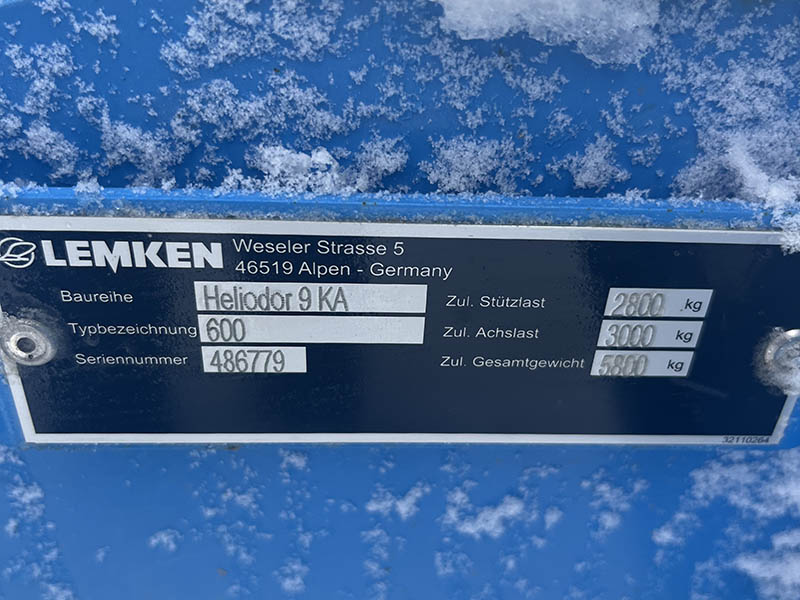 LEMKEN Weseler Strasse 5
46519 Alpen - Germany
Baureihe Heliodor 9 KA Zul. Stützlast 2800 kg
Typbezeichnung 600 Zul. Achslast 3000 kg
Seriennummer 486779 Zul. Gesamtgewicht 5800 kg
32110264